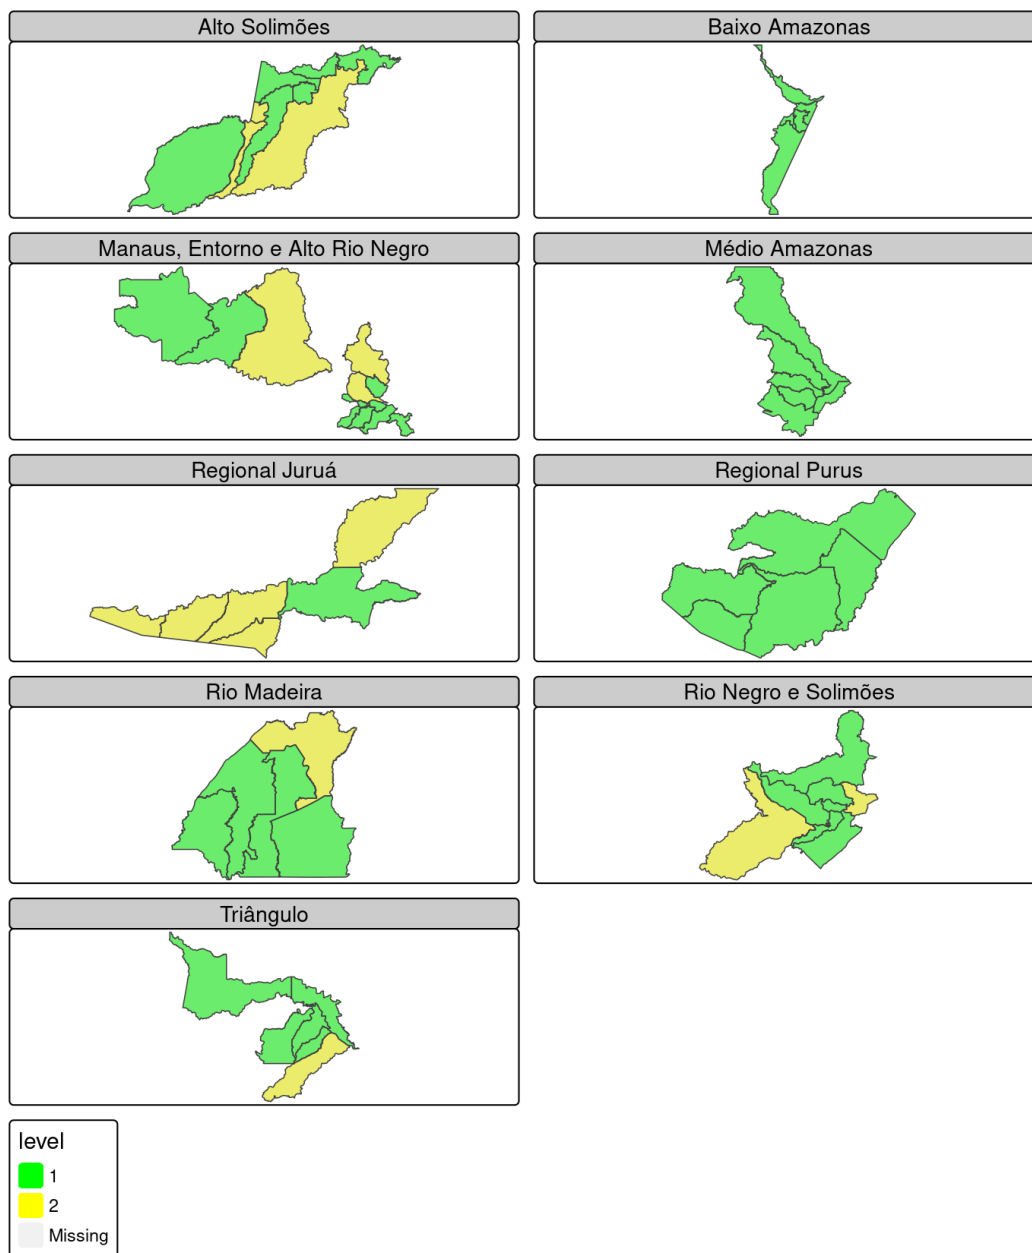 Alto Solimões
Baixo Amazonas
Manaus, Entorno e Alto Rio Negro
Médio Amazonas
Regional Juruá
Regional Purus
Rio Madeira
Rio Negro e Solimões
Triângulo
level
1
2
Missing